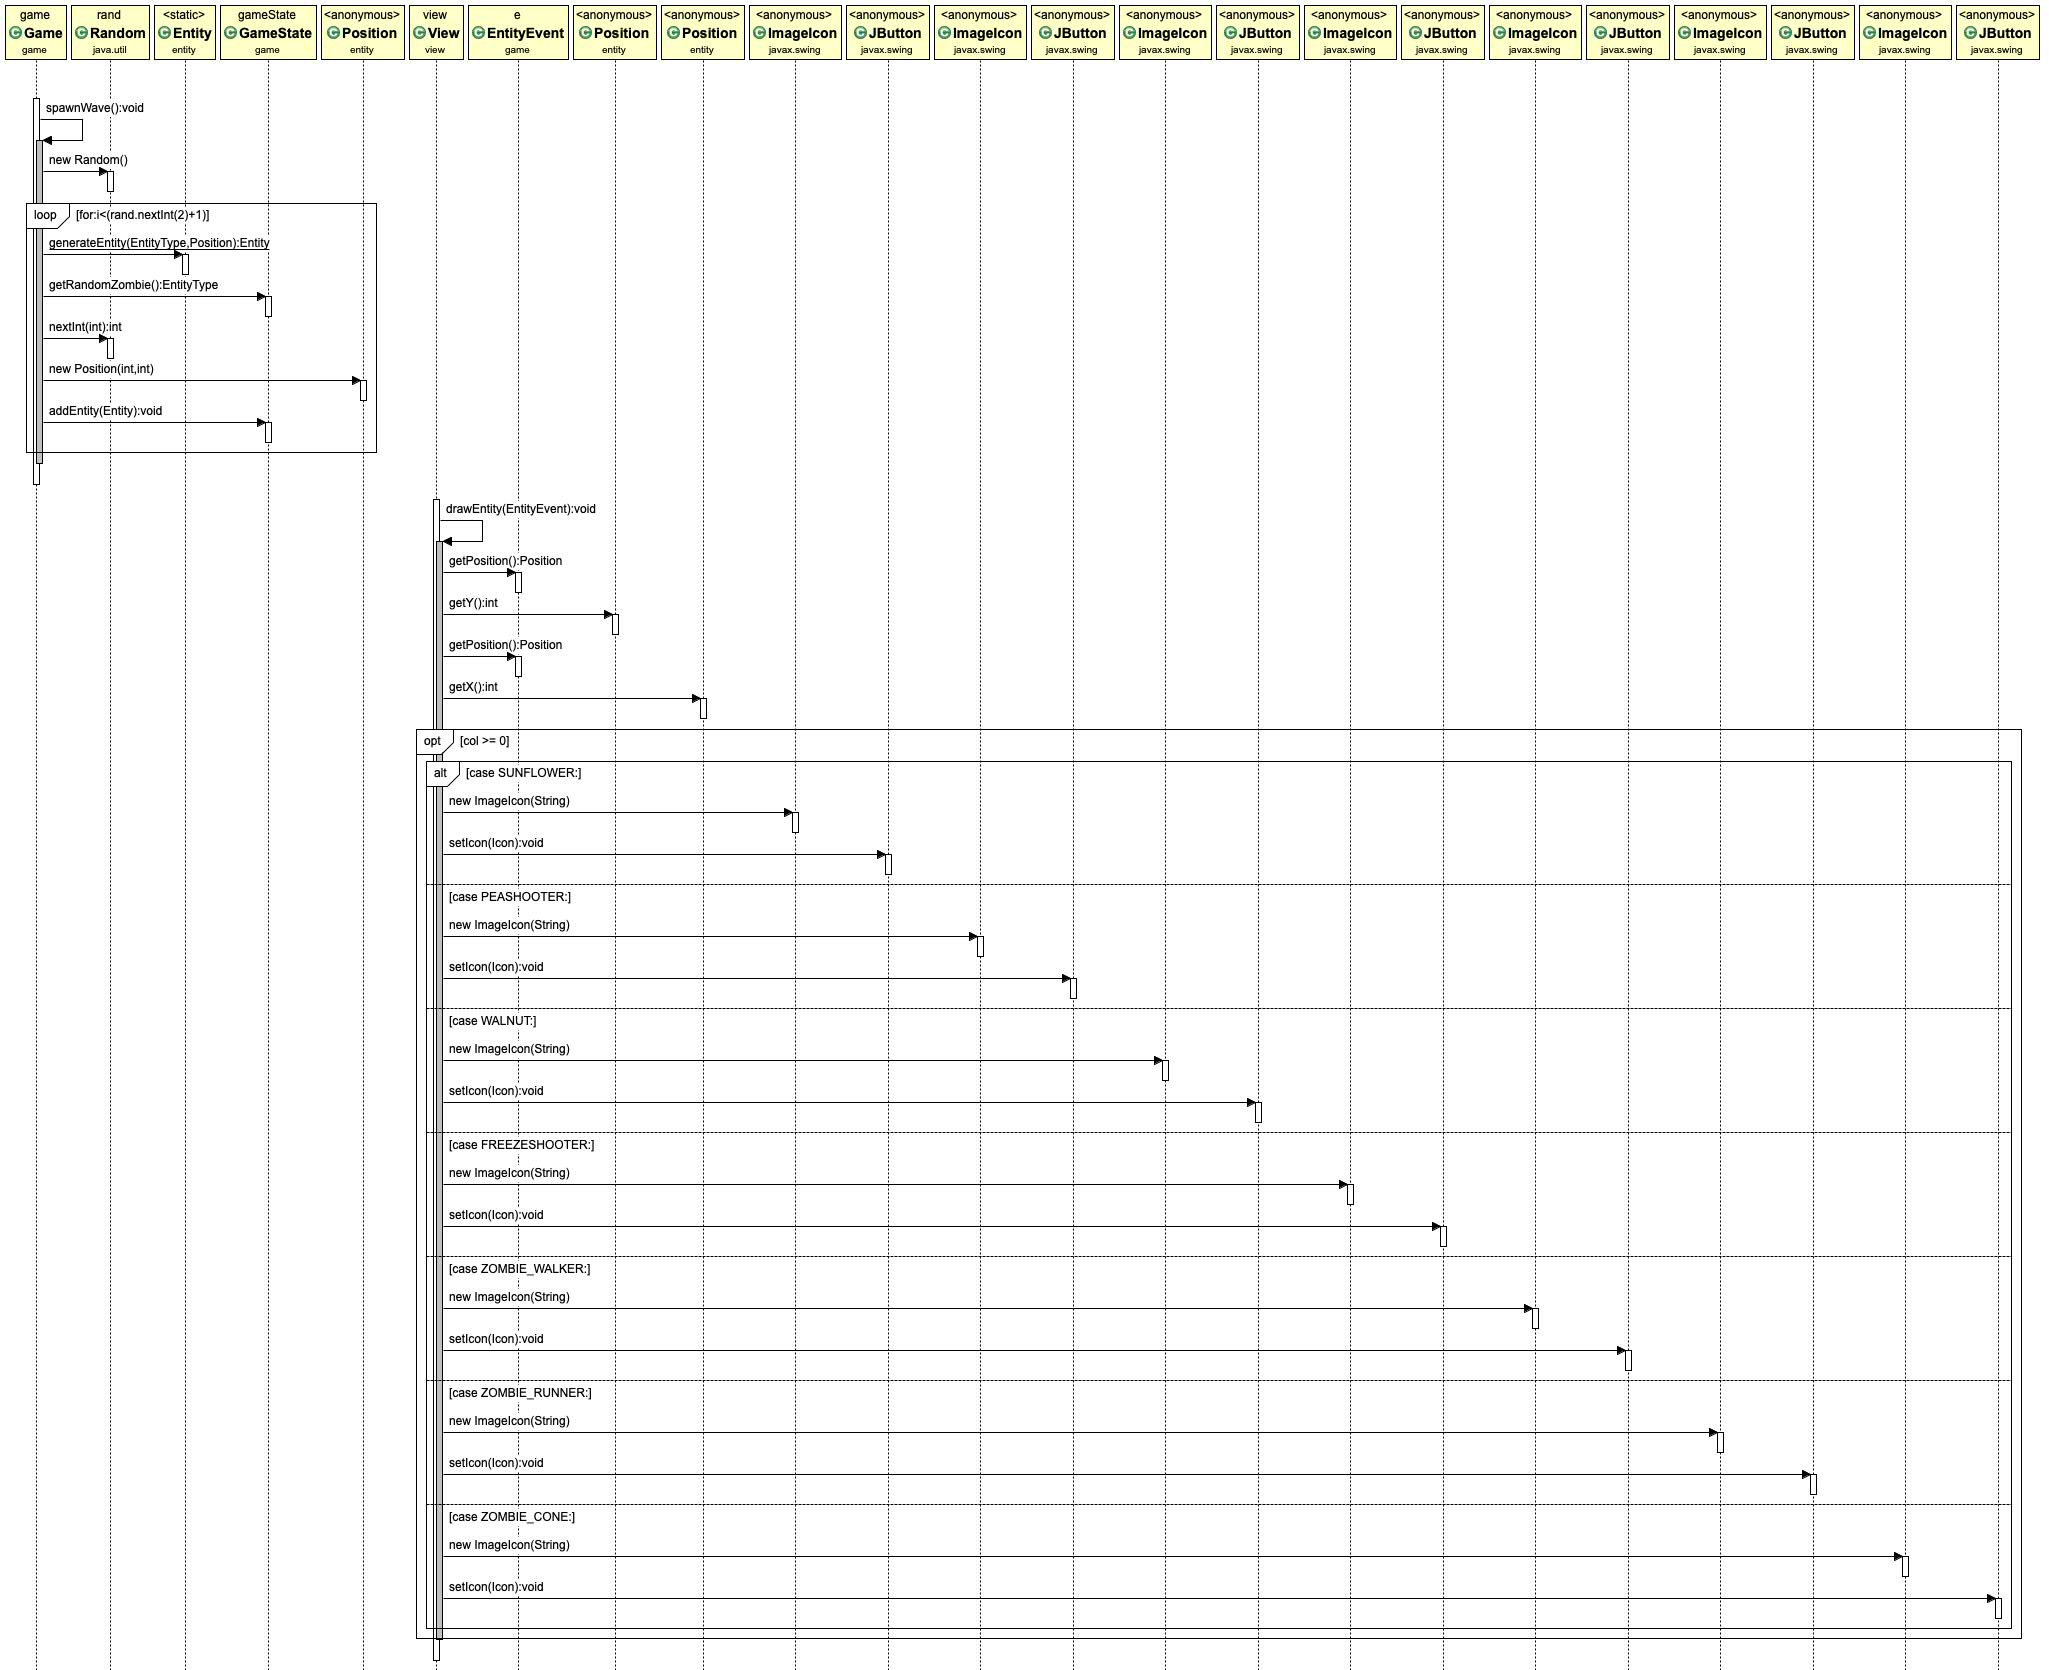 game rand <static> gameState <anonymous> view e <anonymous> <anonymous> <anonymous> <anonymous> <anonymous> <anonymous> <anonymous> <anonymous> <anonymous> <anonymous> <anonymous> <anonymous> <anonymous> <anonymous> <anonymous> <anonymous>
C Game C Random C Entity C GameState C Position C View C EntityEvent C Position C Position C ImageIcon C JButton C ImageIcon C JButton C ImageIcon C JButton C ImageIcon C JButton C ImageIcon C JButton C ImageIcon C JButton C ImageIcon C JButton
game java.util entity game entity view game entity entity javax.swing javax.swing javax.swing javax.swing javax.swing javax.swing javax.swing javax.swing javax.swing javax.swing javax.swing javax.swing javax.swing javax.swing
spawnWave():void
new Random()
loop [for:i<(rand.nextInt(2)+1)]
generateEntity(EntityType,Position):Entity
getRandomZombie():EntityType
nextInt(int):int
new Position(int,int)
addEntity(Entity):void
drawEntity(EntityEvent):void
getPosition():Position
getY():int
getPosition():Position
getX():int
opt [col >= 0]
alt [case SUNFLOWER:]
new ImageIcon(String)
setIcon(Icon):void
[case PEASHOOTER:]
new ImageIcon(String)
setIcon(Icon):void
[case WALNUT:]
new ImageIcon(String)
setIcon(Icon):void
[case FREEZESHOOTER:]
new ImageIcon(String)
setIcon(Icon):void
[case ZOMBIE_WALKER:]
new ImageIcon(String)
setIcon(Icon):void
[case ZOMBIE_RUNNER:]
new ImageIcon(String)
setIcon(Icon):void
[case ZOMBIE_CONE:]
new ImageIcon(String)
setIcon(Icon):void